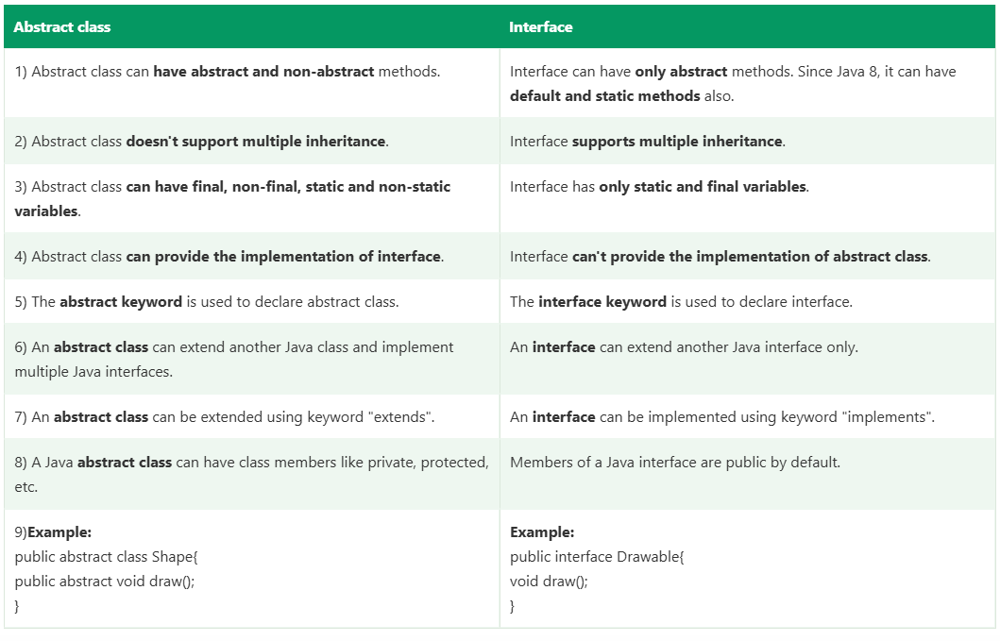 Abstract class
Interface
1) Abstract class can have abstract and non-abstract methods.
Interface can have only abstract methods. Since Java 8, it can have
default and static methods also.
2) Abstract class doesn't support multiple inheritance.
Interface supports multiple inheritance.
3) Abstract class can have final, non-final, static and non-static
variables.
Interface has only static and final variables.
4) Abstract class can provide the implementation of interface.
Interface can't provide the implementation of abstract class.
5) The abstract keyword is used to declare abstract class.
The interface keyword is used to declare interface.
6) An abstract class can extend another Java class and implement
multiple Java interfaces.
An interface can extend another Java interface only.
7) An abstract class can be extended using keyword "extends".
An interface can be implemented using keyword "implements".
8) A Java abstract class can have class members like private, protected,
etc.
Members of a Java interface are public by default.
9)Example:
public abstract class Shape{
public abstract void draw();
}
Example:
public interface Drawable{
void draw();
}